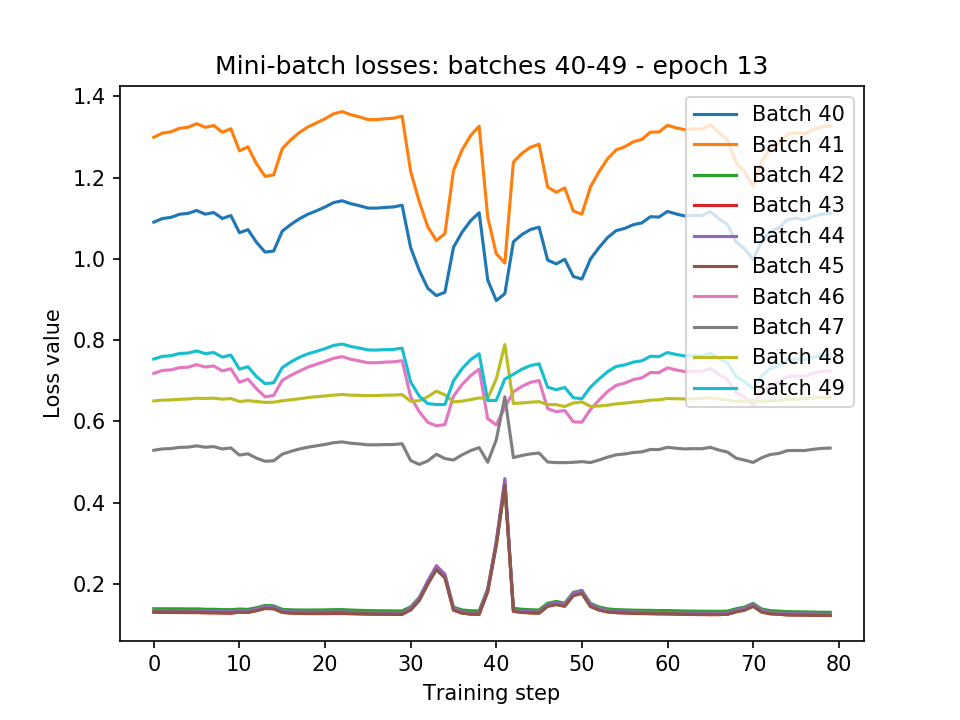 Mini-batch losses: batches 40-49 - epoch 13
1.4
1.2
1.0
0.8
0.6
0.4
0.2
Loss value
Batch 40
Batch 41
Batch 42
Batch 43
Batch 44
Batch 45
Batch 46
Batch 47
Batch 48
Batch 49
0 10 20 30 40 50 60 70 80
Training step